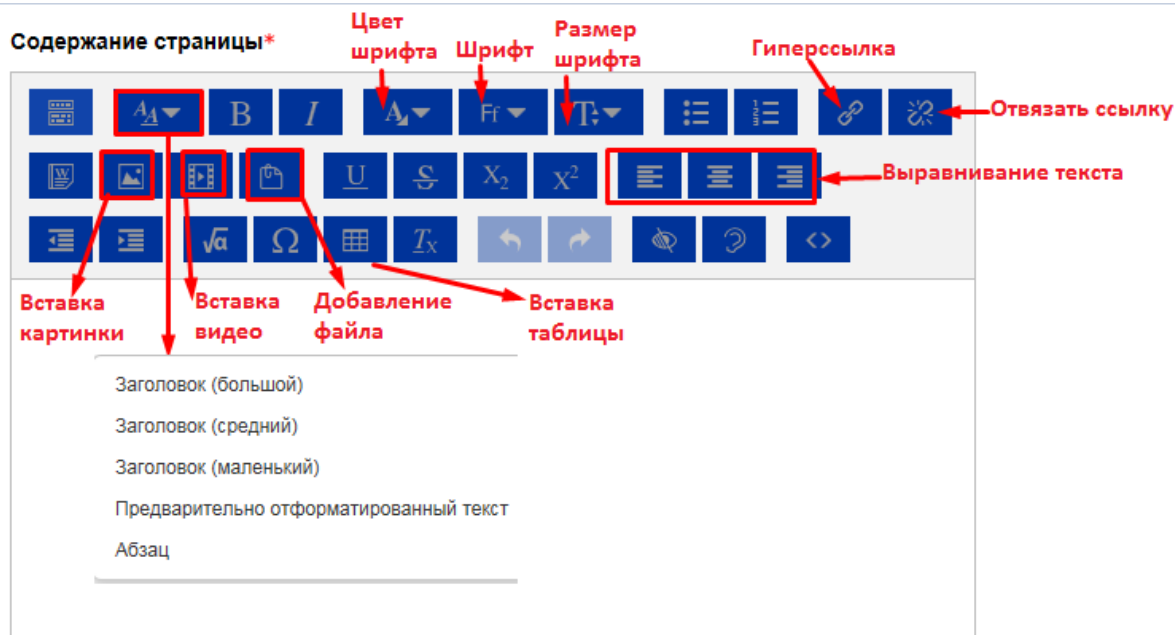 Содержание страницы*
Цвет
шрифта
Шрифт
Размер
шрифта
Гиперссылка
Отвязать ссылку
Выравнивание текста
Вставка
картинки
Вставка
видео
Добавление
файла
Вставка
таблицы
Заголовок (большой)
Заголовок (средний)
Заголовок (маленький)
Предварительно отформатированный текст
Абзац